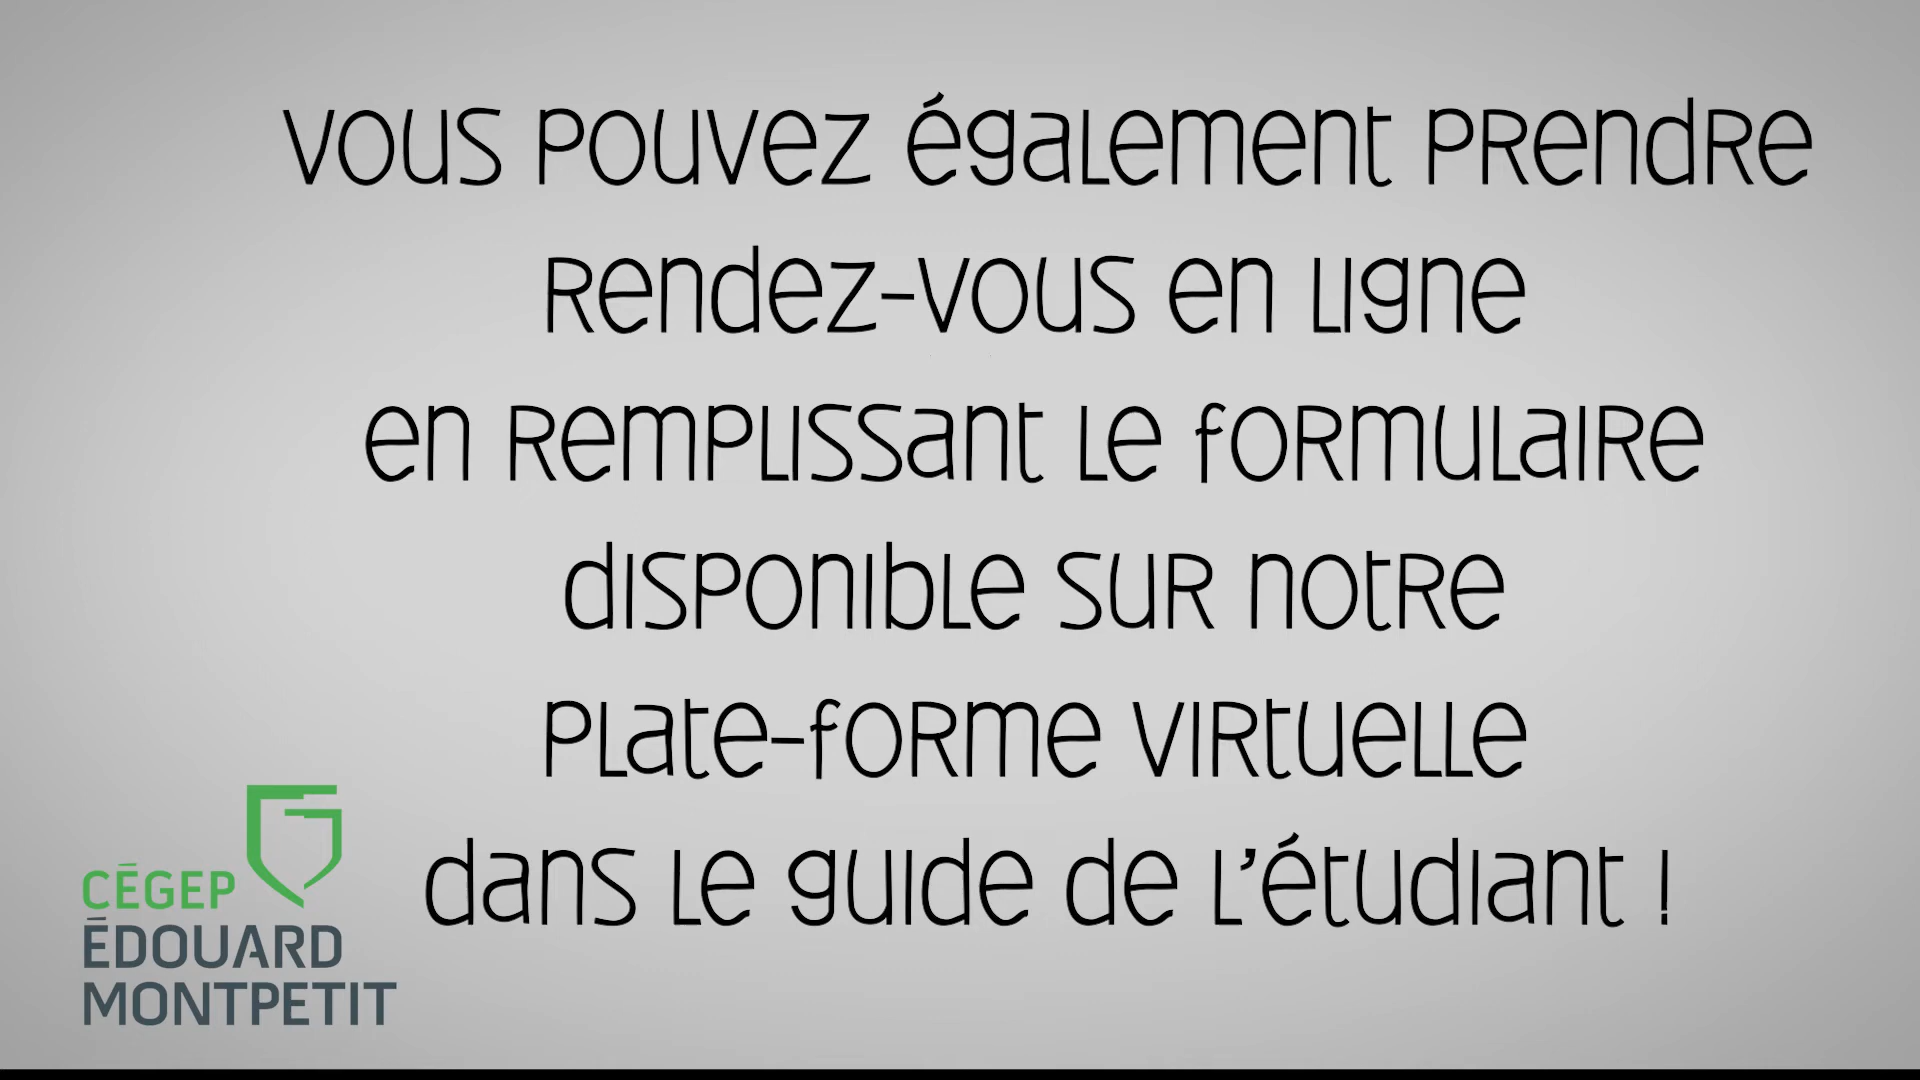 vous pouvez également prendre
rendez-vous en ligne
en remplissant le formulaire
disponible sur notre
plate-forme virtuelle
dans le guide de l'étudiant !
CÉGEP
ÉDOUARD
MONTPETIT